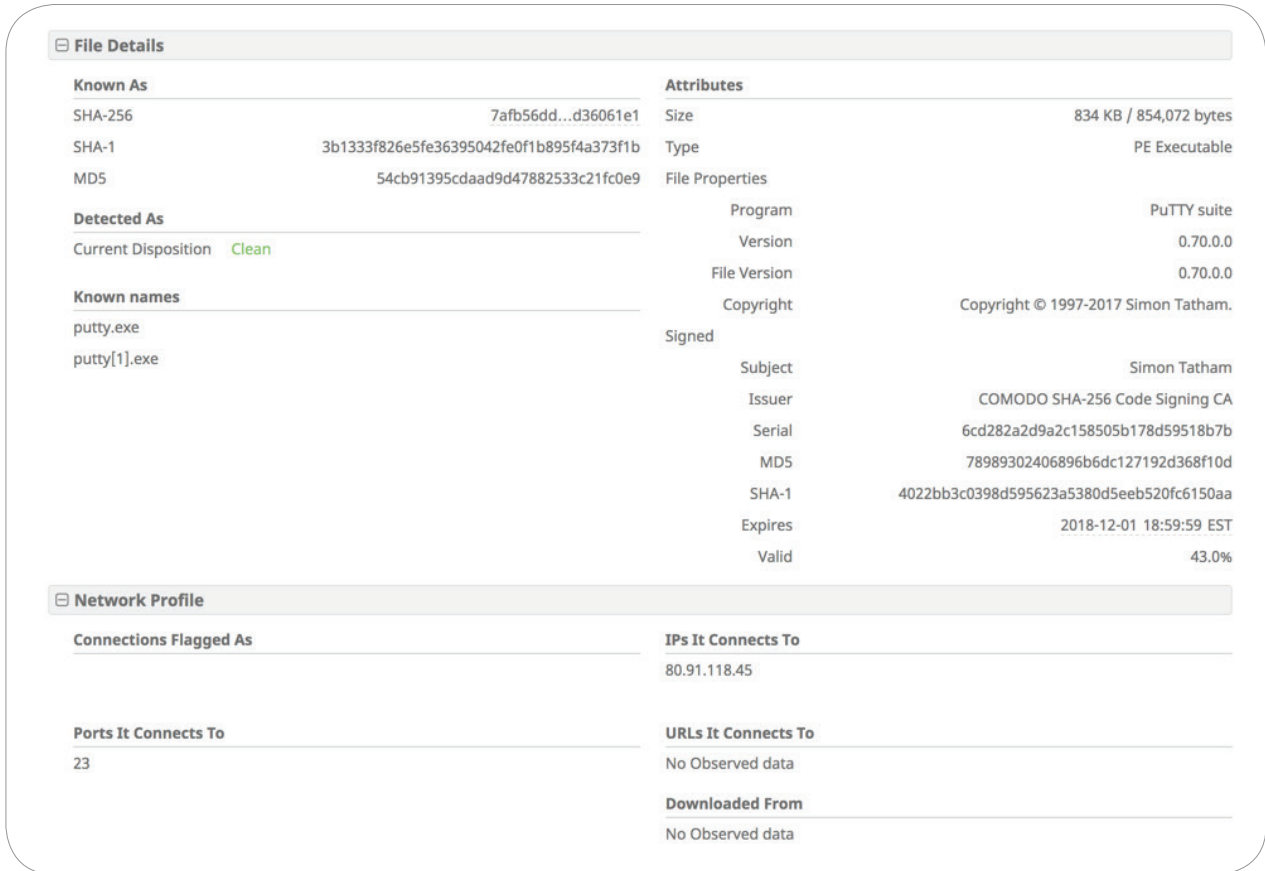 File Details
Known As
SHA-256 7afb56dd...d36061e1
SHA-1 3b1333f826e5fe36395042fe0f1b895f4a373f1b
MD5 54cb91395cdaad9d47882533c21fc0e9
Detected As
Current Disposition Clean
Known names
putty.exe
putty[1].exe
Attributes
Size 834 KB / 854,072 bytes
Type PE Executable
File Properties
Program PuTTY suite
Version 0.70.0.0
File Version 0.70.0.0
Copyright Copyright © 1997-2017 Simon Tatham.
Signed
Subject Simon Tatham
Issuer COMODO SHA-256 Code Signing CA
Serial 6cd282a2d9a2c158505b178d59518b7b
MD5 78989302406896b6dc127192d368f10d
SHA-1 4022bb3c0398d595623a5380d5eeb520fc6150aa
Expires 2018-12-01 18:59:59 EST
Valid 43.0%
Network Profile
Connections Flagged As
IPs It Connects To
80.91.118.45
Ports It Connects To
23
URLs It Connects To
No Observed data
Downloaded From
No Observed data